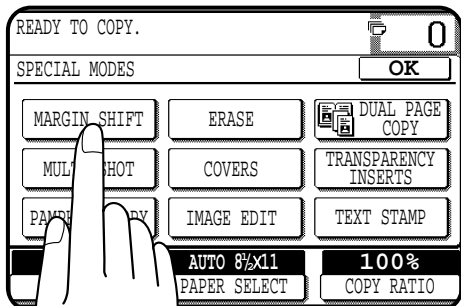 READY TO COPY.
0
SPECIAL MODES
OK
MARGIN SHIFT
ERASE
DUAL PAGE
COPY
SHOT
COVERS
TRANSPARENCY
INSERTS
IMAGE EDIT
TEXT STAMP
AUTO 8½X11
100%
PAPER SELECT
COPY RATIO